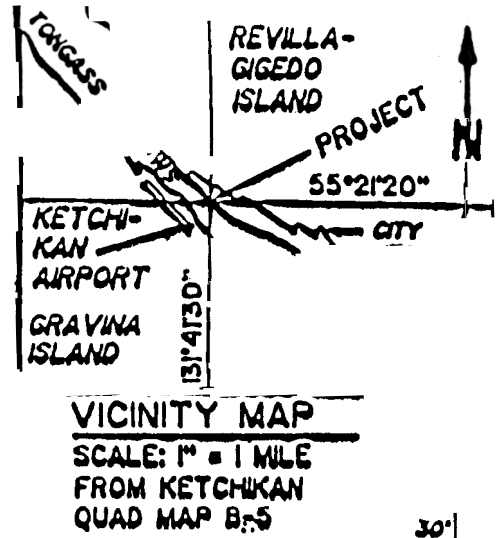 TONGASS
REVILLA-
GIGEDO
ISLAND
PROJECT
N
55°21'20"
KETCHI-
KAN
AIRPORT
CITY
GRAVINA
ISLAND
131°41'30"
VICINITY MAP
SCALE: 1" = 1 MILE
FROM KETCHIKAN
QUAD MAP B-5
30'